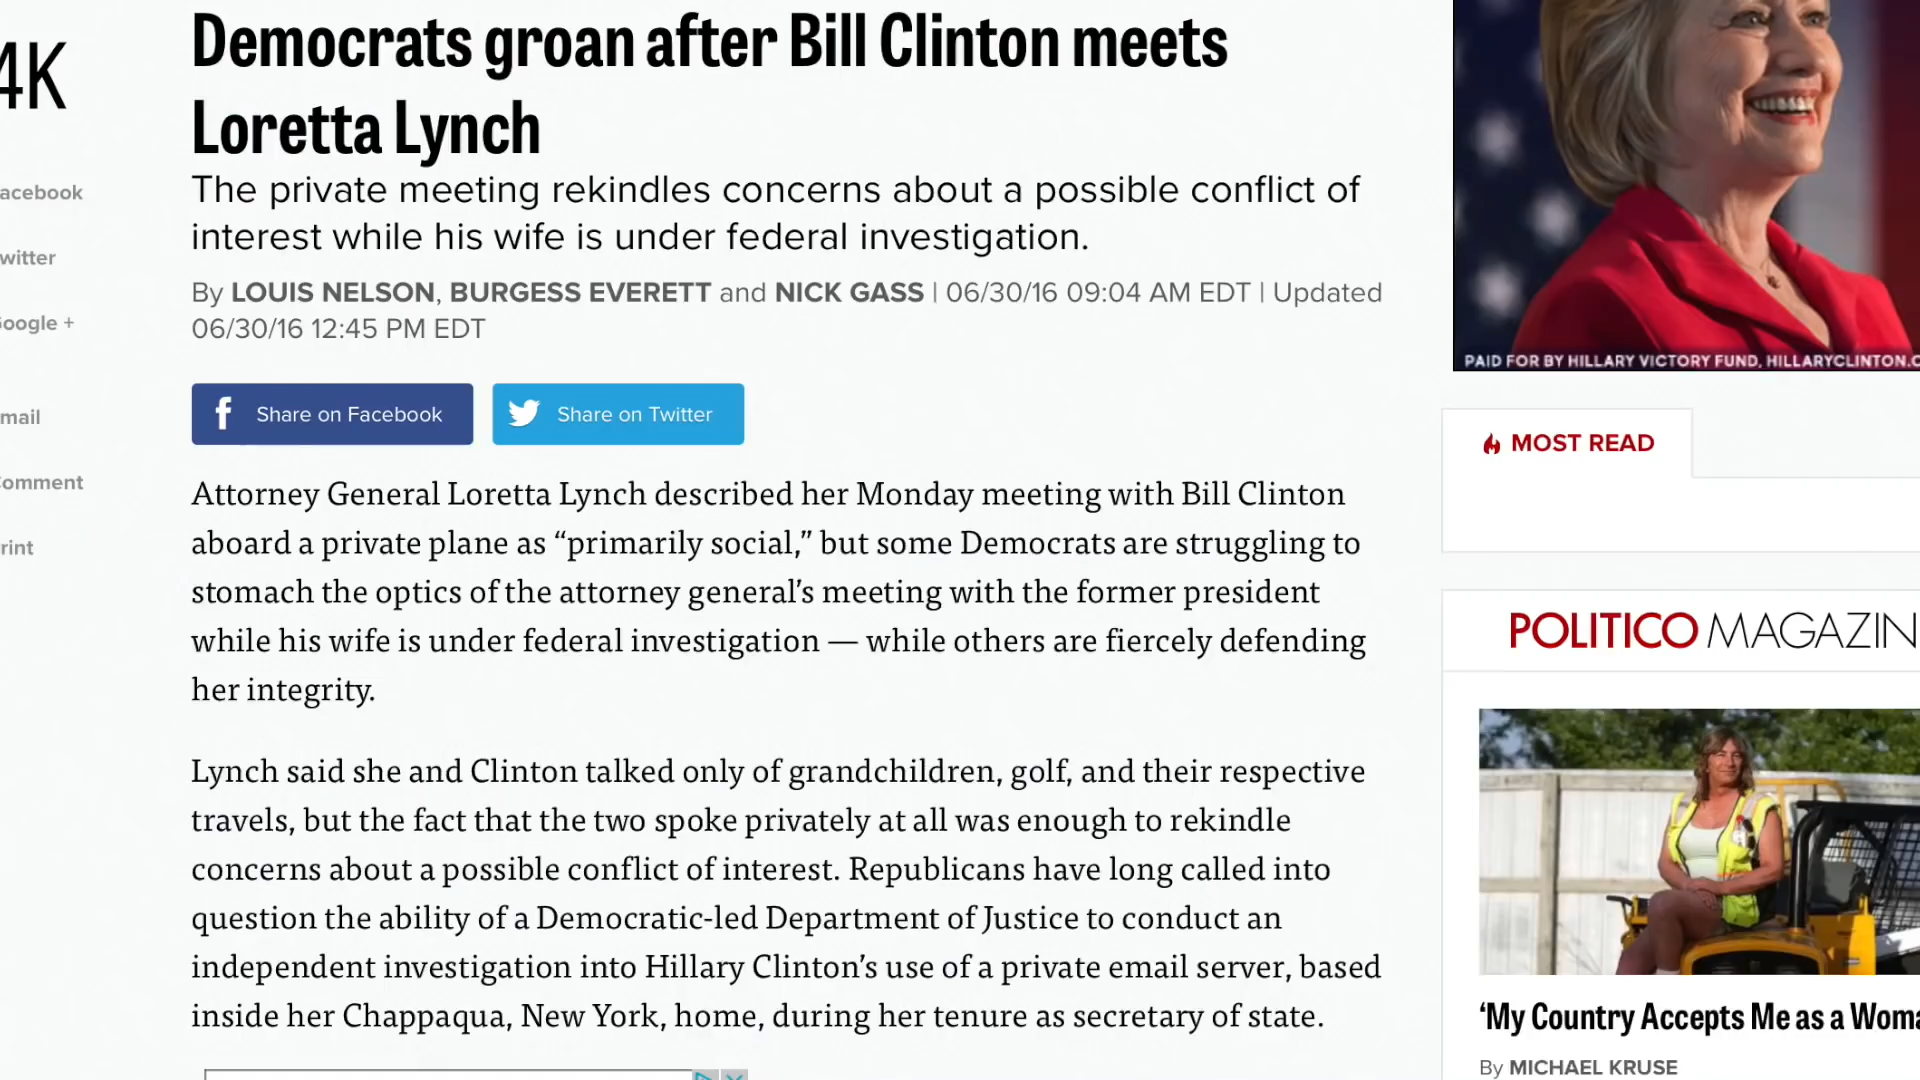 Democrats groan after Bill Clinton meets
Loretta Lynch
The private meeting rekindles concerns about a possible conflict of
interest while his wife is under federal investigation.
By LOUIS NELSON, BURGESS EVERETT and NICK GASS | 06/30/16 09:04 AM EDT | Updated
06/30/16 12:45 PM EDT
Share on Facebook
Share on Twitter
Attorney General Loretta Lynch described her Monday meeting with Bill Clinton
aboard a private plane as “primarily social,” but some Democrats are struggling to
stomach the optics of the attorney general’s meeting with the former president
while his wife is under federal investigation — while others are fiercely defending
her integrity.
Lynch said she and Clinton talked only of grandchildren, golf, and their respective
travels, but the fact that the two spoke privately at all was enough to rekindle
concerns about a possible conflict of interest. Republicans have long called into
question the ability of a Democratic-led Department of Justice to conduct an
independent investigation into Hillary Clinton’s use of a private email server, based
inside her Chappaqua, New York, home, during her tenure as secretary of state.
4K
acebook
witter
oogle +
mail
omment
rint
PAID FOR BY HILLARY VICTORY FUND, HILLARYCLINTON.C
MOST READ
POLITICO MAGAZIN
‘My Country Accepts Me as a Woma
By MICHAEL KRUSE